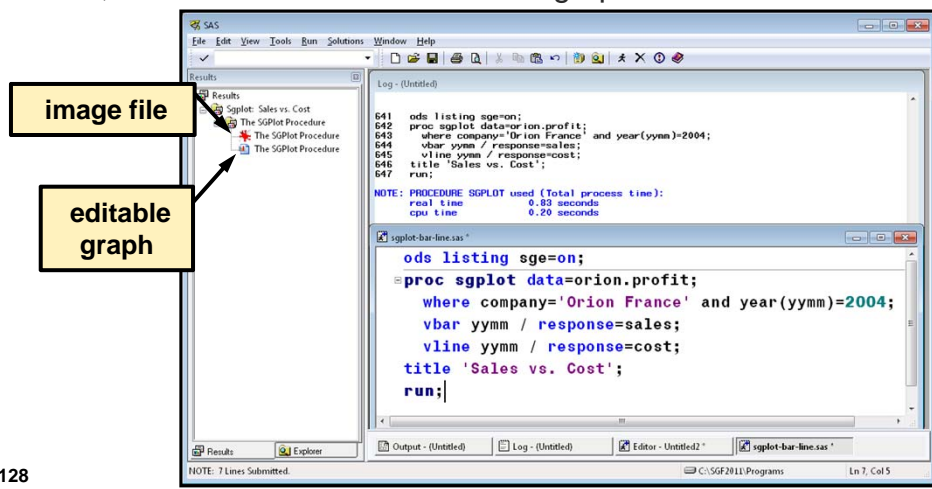 SAS
File Edit View Tools Run Solutions Window Help
Results
Results
Sgplot: Sales vs. Cost
The SGPlot Procedure
The SGPlot Procedure
The SGPlot Procedure
image file
editable
graph
Log - (Untitled)
641 ods listing sge=on;
642 proc sgplot data=orion.profit;
643 where company='Orion France' and year(yymm)=2004;
644 vbar yymm / response=sales;
645 vline yymm / response=cost;
646 title 'Sales vs. Cost';
647 run;
NOTE: PROCEDURE SGPLOT used (Total process time):
real time 0.83 seconds
cpu time 0.20 seconds
sgplot-bar-line.sas *
ods listing sge=on;
proc sgplot data=orion.profit;
where company='Orion France' and year(yymm)=2004;
vbar yymm / response=sales;
vline yymm / response=cost;
title 'Sales vs. Cost';
run;
Results Explorer
Output - (Untitled) Log - (Untitled) Editor - Untitled2 * sgplot-bar-line.sas *
NOTE: 7 Lines Submitted. C:\SGF2011\Programs Ln 7, Col 5
128